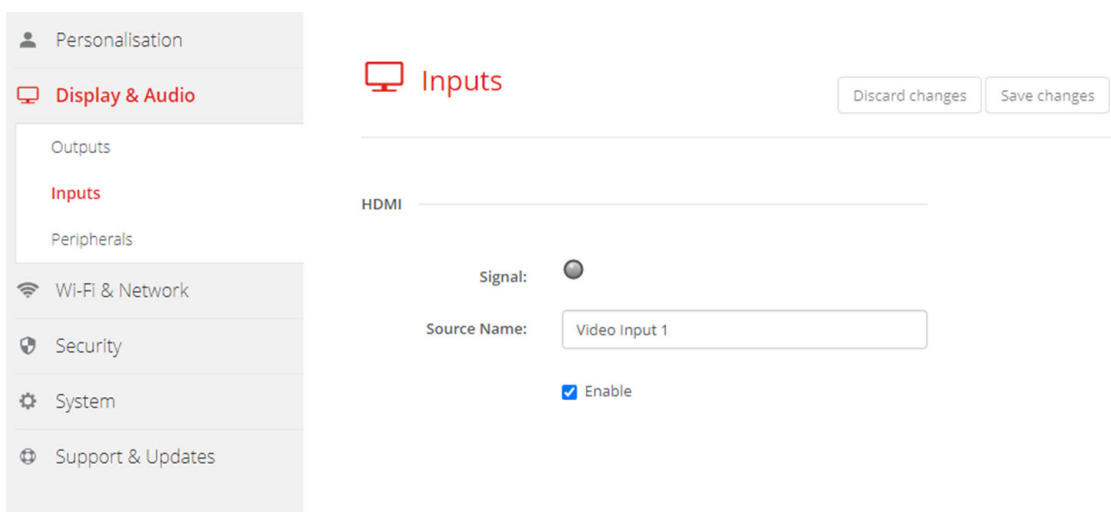 Personalisation
Display & Audio
Outputs
Inputs
Peripherals
Wi-Fi & Network
Security
System
Support & Updates
Inputs
Discard changes
Save changes
HDMI
Signal:
Source Name:
Video Input 1
Enable